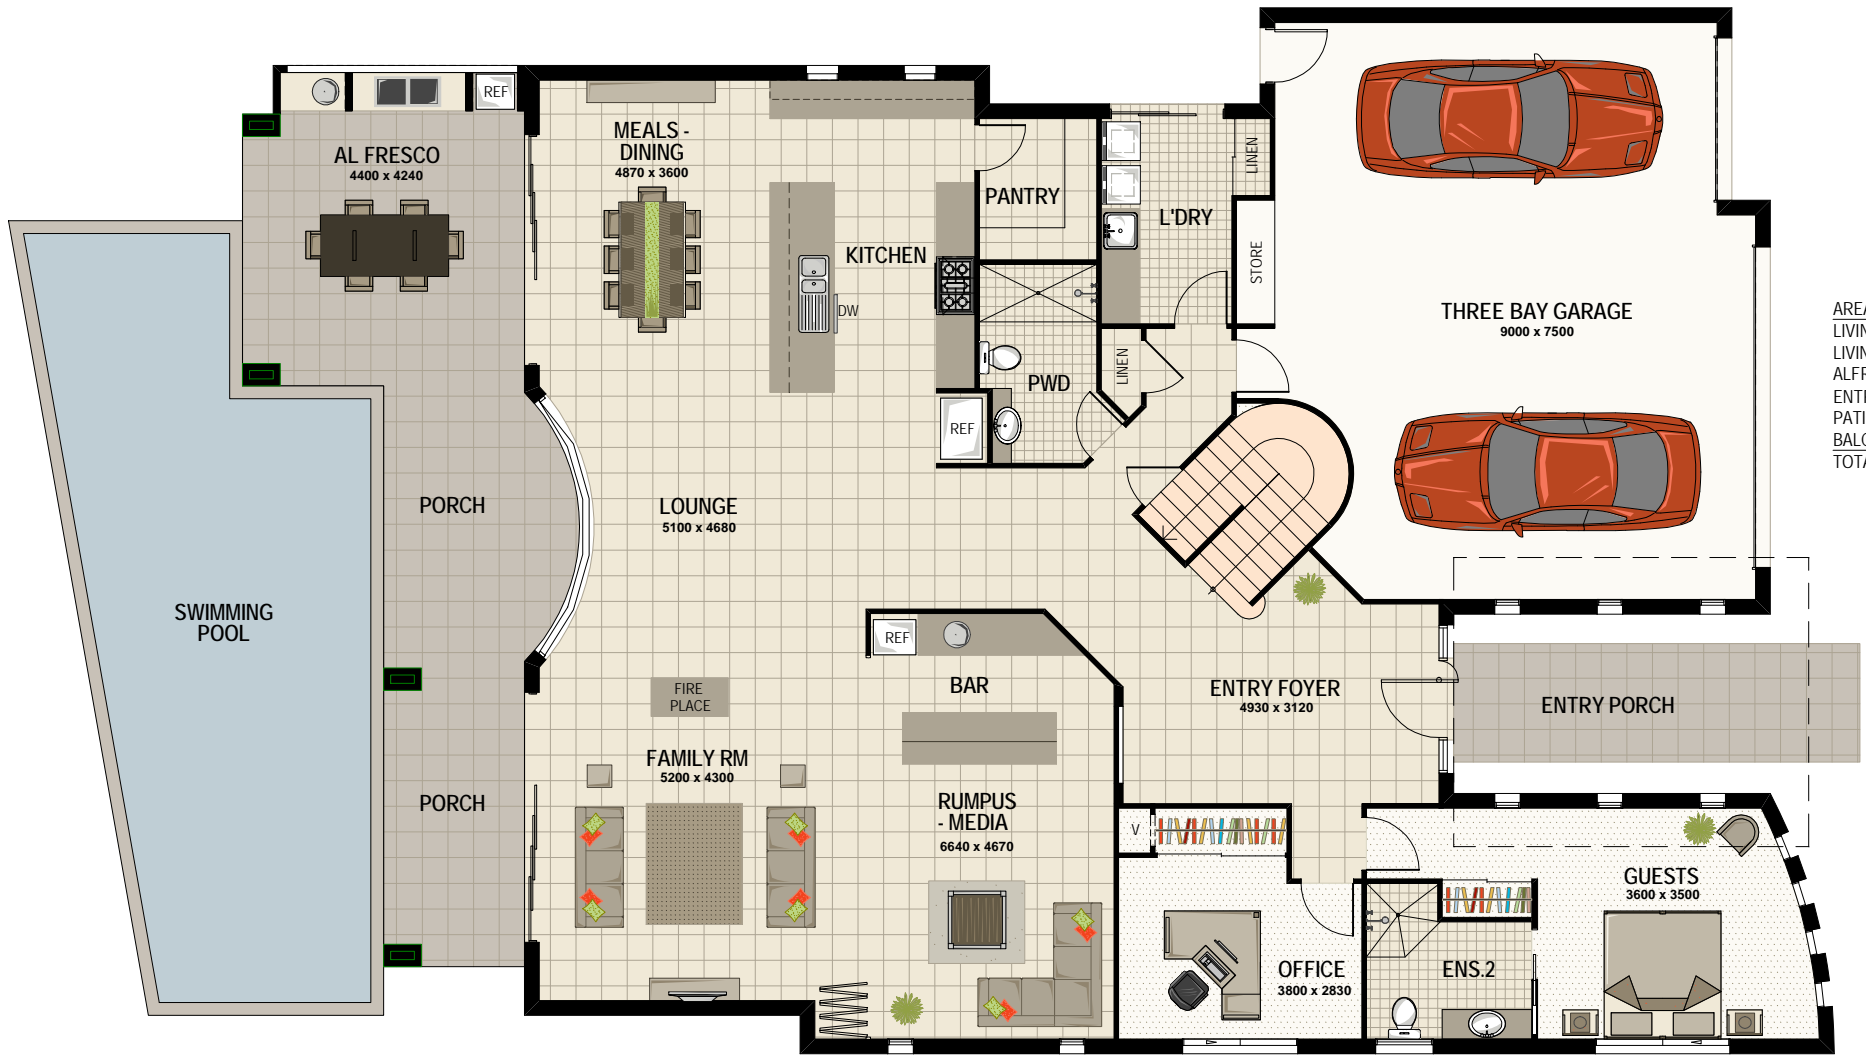 REF
AL FRESCO
4400 x 4240
MEALS -
DINING
4870 x 3600
PANTRY
KITCHEN
DW
L'DRY
LINEN
STORE
THREE BAY GARAGE
9000 x 7500
LINEN
PWD
REF
PORCH
LOUNGE
5100 x 4680
SWIMMING
POOL
REF
BAR
FIRE
PLACE
ENTRY FOYER
4930 x 3120
ENTRY PORCH
FAMILY RM
5200 x 4300
PORCH
RUMPUS
- MEDIA
6640 x 4670
V
GUESTS
3600 x 3500
OFFICE
3800 x 2830
ENS.2